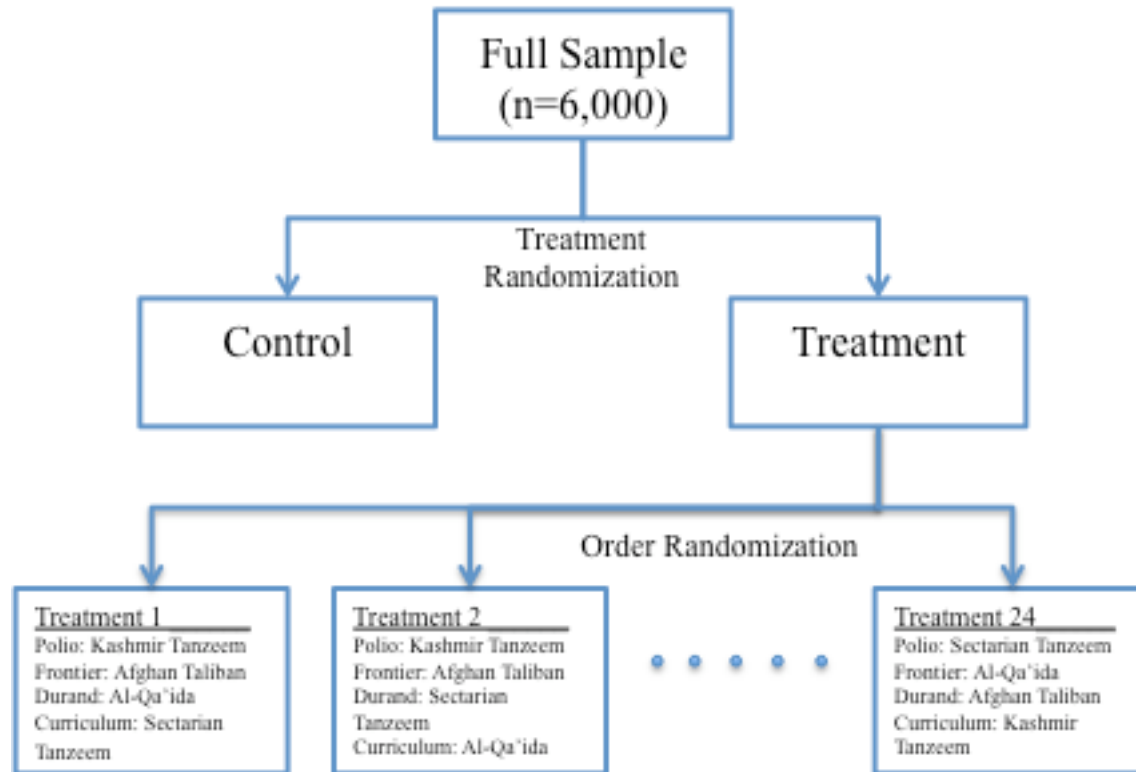 Full Sample
(n=6,000)
Treatment
Randomization
Control
Treatment
Order Randomization
Treatment 1
Polio: Kashmir Tanzeem
Frontier: Afghan Taliban
Durand: Al-Qa'ida
Curriculum: Sectarian
Tanzeem
Treatment 2
Polio: Kashmir Tanzeem
Frontier: Afghan Taliban
Durand: Sectarian
Tanzeem
Curriculum: Al-Qa'ida
Treatment 24
Polio: Sectarian Tanzeem
Frontier: Al-Qa'ida
Durand: Afghan Taliban
Curriculum: Kashmir
Tanzeem